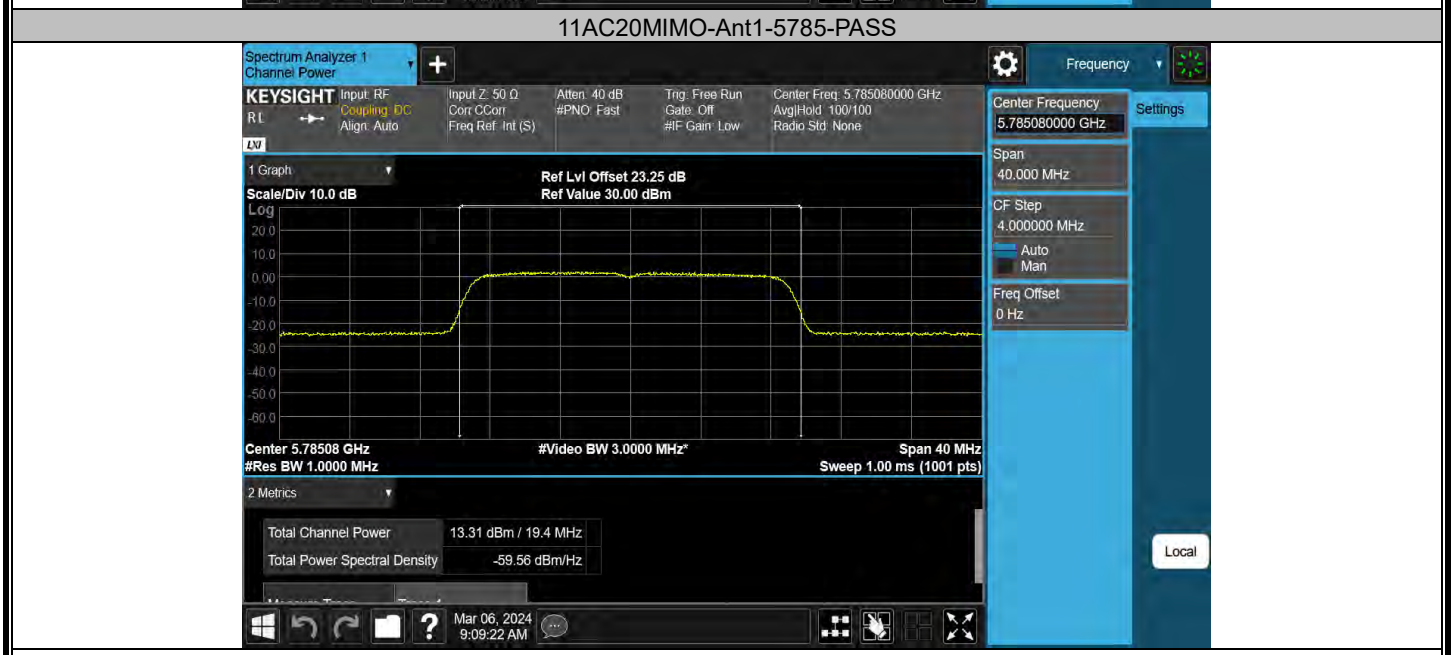 11AC20MIMO-Ant1-5785-PASS
Spectrum Analyzer 1
Channel Power
Frequency
KEYSIGHT
Input: RF
Coupling: DC
Align: Auto
RL
LXI
Input Z: 50 Ω
Corr CCorr
Freq Ref: Int (S)
Atten: 40 dB
#PNO: Fast
Trig: Free Run
Gate: Off
#IF Gain: Low
Center Freq: 5.785080000 GHz
Avg|Hold: 100/100
Radio Std: None
Center Frequency
5.785080000 GHz
Settings
Span
40.000 MHz
CF Step
4.000000 MHz
Auto
Man
Freq Offset
0 Hz
1 Graph
Ref Lvl Offset 23.25 dB
Scale/Div 10.0 dB
Ref Value 30.00 dBm
Log
20.0
10.0
0.00
-10.0
-20.0
-30.0
-40.0
-50.0
-60.0
Center 5.78508 GHz
#Video BW 3.0000 MHz*
Span 40 MHz
#Res BW 1.0000 MHz
Sweep 1.00 ms (1001 pts)
2 Metrics
Total Channel Power
13.31 dBm / 19.4 MHz
Total Power Spectral Density
-59.56 dBm/Hz
Local
?
Mar 06, 2024
9:09:22 AM